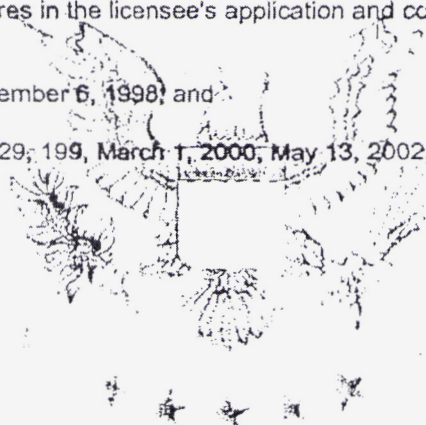 res in the licensee's application and co
ember 6, 1998; and
29, 199, March 1, 2000, May 13, 2002